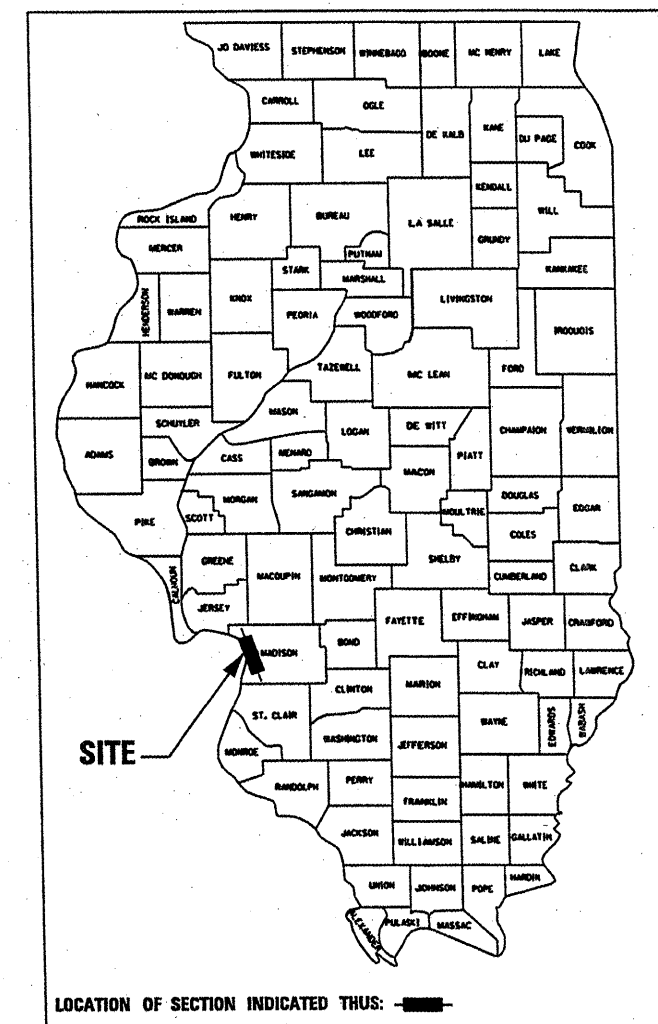 JO DAVIESS
STEPHENSON
WINNEBAGO
BOONE
MC HENRY
LAKE
CARROLL
OGLE
DE KALB
KANE
DU PAGE
COOK
WHITESIDE
LEE
KENDALL
WILL
ROCK ISLAND
HENRY
BUREAU
LA SALLE
GRUNDY
MERCER
PUTNAM
STARK
MARSHALL
KANKAKEE
HENDERSON
WARREN
KNOX
PEORIA
WOODFORD
LIVINGSTON
IROQUOIS
HANCOCK
MC DONOUGH
FULTON
TAZEWELL
MC LEAN
FORD
MASON
SCHUYLER
LOGAN
DE WITT
CHAMPAION
VERMILION
ADAMS
BROWN
CASS
MENARD
MACON
PIATT
MORGAN
SANGAMON
DOUGLAS
EDGAR
PIKE
SCOTT
CHRISTIAN
MOULTRIE
COLES
GREENE
MACOUPIN
MONTGOMERY
SHELBY
CUMBERLAND
CLARK
CALHOUN
JERSEY
FAYETTE
EFFINGHAM
JASPER
CRAWFORD
MADISON
BOND
CLAY
RICHLAND
LAWRENCE
CLINTON
MARION
ST. CLAIR
WAYNE
EDWARDS
WABASH
SITE
MONROE
WASHINGTON
JEFFERSON
RANDOLPH
PERRY
HAMILTON
WHITE
FRANKLIN
JACKSON
WILLIAMSON
SALINE
GALLATIN
UNION
JOHNSON
POPE
HARDIN
ALEXANDER
PULASKI
MASSAC
LOCATION OF SECTION INDICATED THUS: